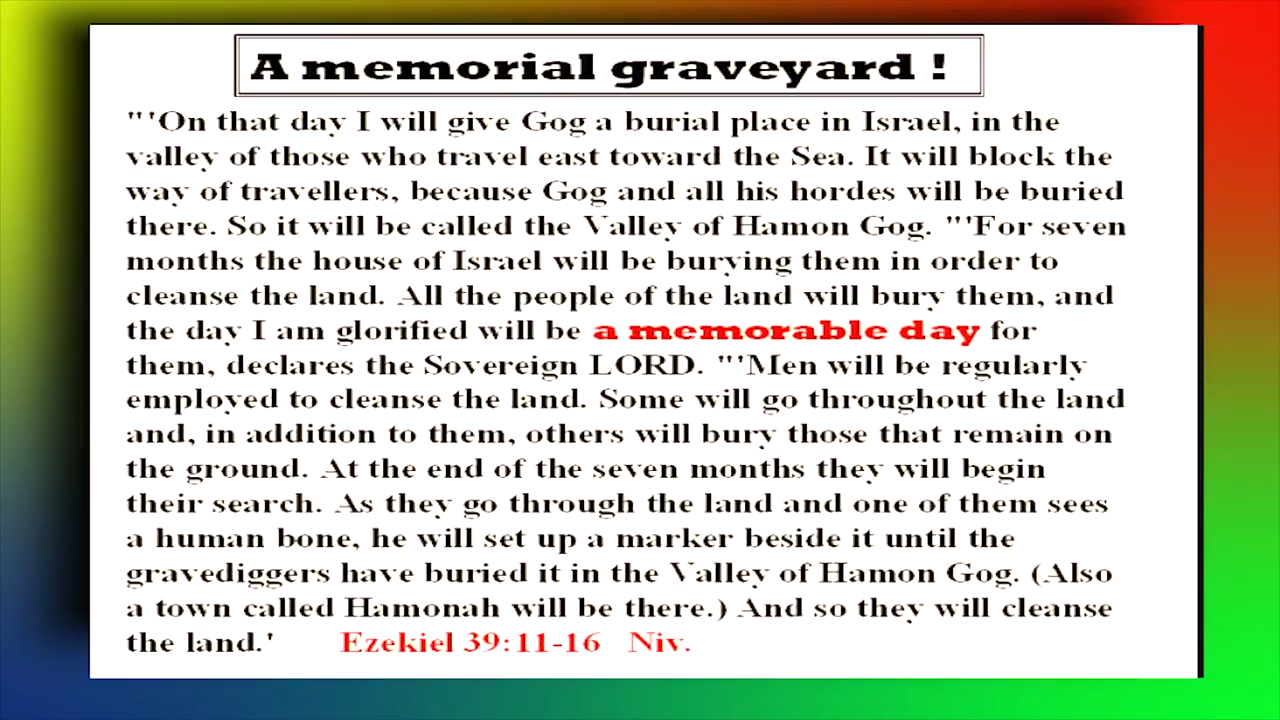 A memorial graveyard !
"'On that day I will give Gog a burial place in Israel, in the
valley of those who travel east toward the Sea. It will block the
way of travellers, because Gog and all his hordes will be buried
there. So it will be called the Valley of Hamon Gog. "'For seven
months the house of Israel will be burying them in order to
cleanse the land. All the people of the land will bury them, and
the day I am glorified will be a memorable day for
them, declares the Sovereign LORD. "'Men will be regularly
employed to cleanse the land. Some will go throughout the land
and, in addition to them, others will bury those that remain on
the ground. At the end of the seven months they will begin
their search. As they go through the land and one of them sees
a human bone, he will set up a marker beside it until the
gravediggers have buried it in the Valley of Hamon Gog. (Also
a town called Hamonah will be there.) And so they will cleanse
the land.' Ezekiel 39:11-16 Niv.